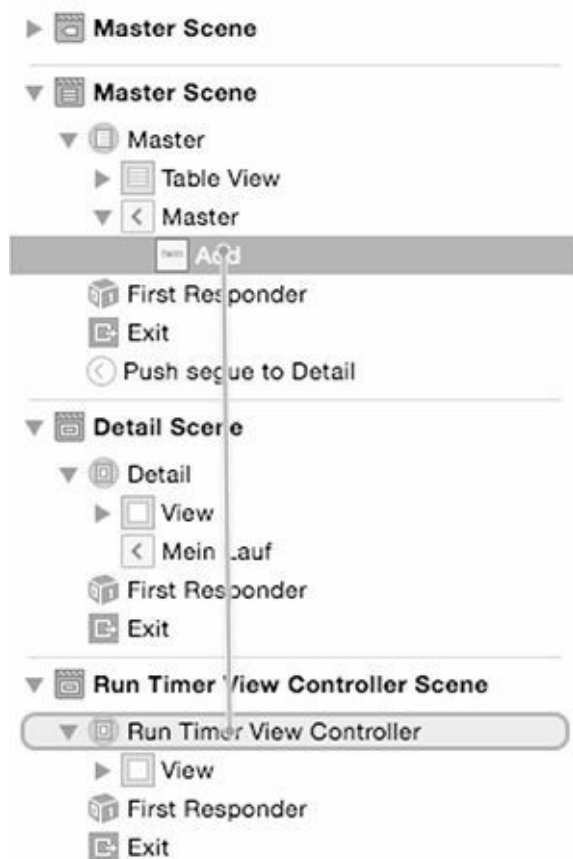 Master Scene
Master Scene
Master
Table View
Master
Add
First Responder
Exit
Push segue to Detail
Detail Scene
Detail
View
Mein Lauf
First Responder
Exit
Run Timer View Controller Scene
Run Timer View Controller
View
First Responder
Exit